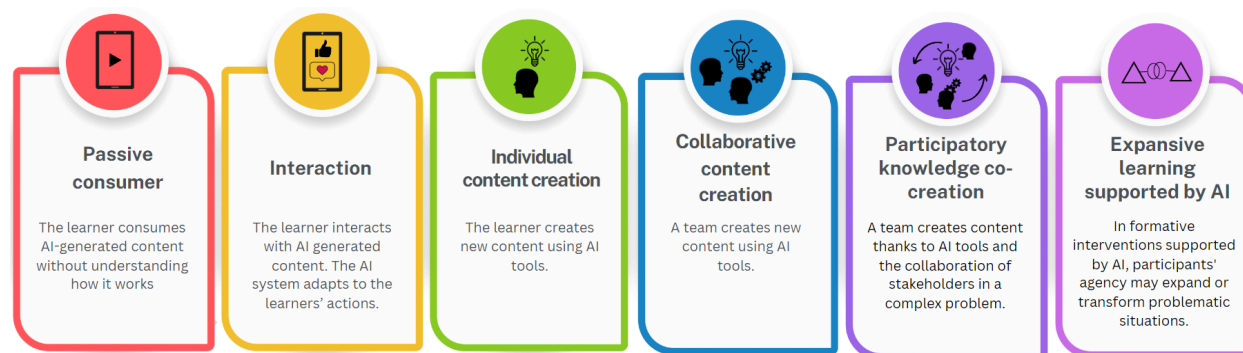 Passive
consumer
The learner consumes
AI-generated content
without understanding
how it works
Interaction
The learner interacts
with AI generated
content. The AI
system adapts to the
learners’ actions.
Individual
content creation
The learner creates
new content using AI
tools.
Collaborative
content
creation
A team creates new
content using AI
tools.
Participatory
knowledge co-
creation
A team creates content
thanks to AI tools and
the collaboration of
stakeholders in a
complex problem.
Expansive
learning
supported by AI
In formative
interventions supported
by AI, participants'
agency may expand or
transform problematic
situations.